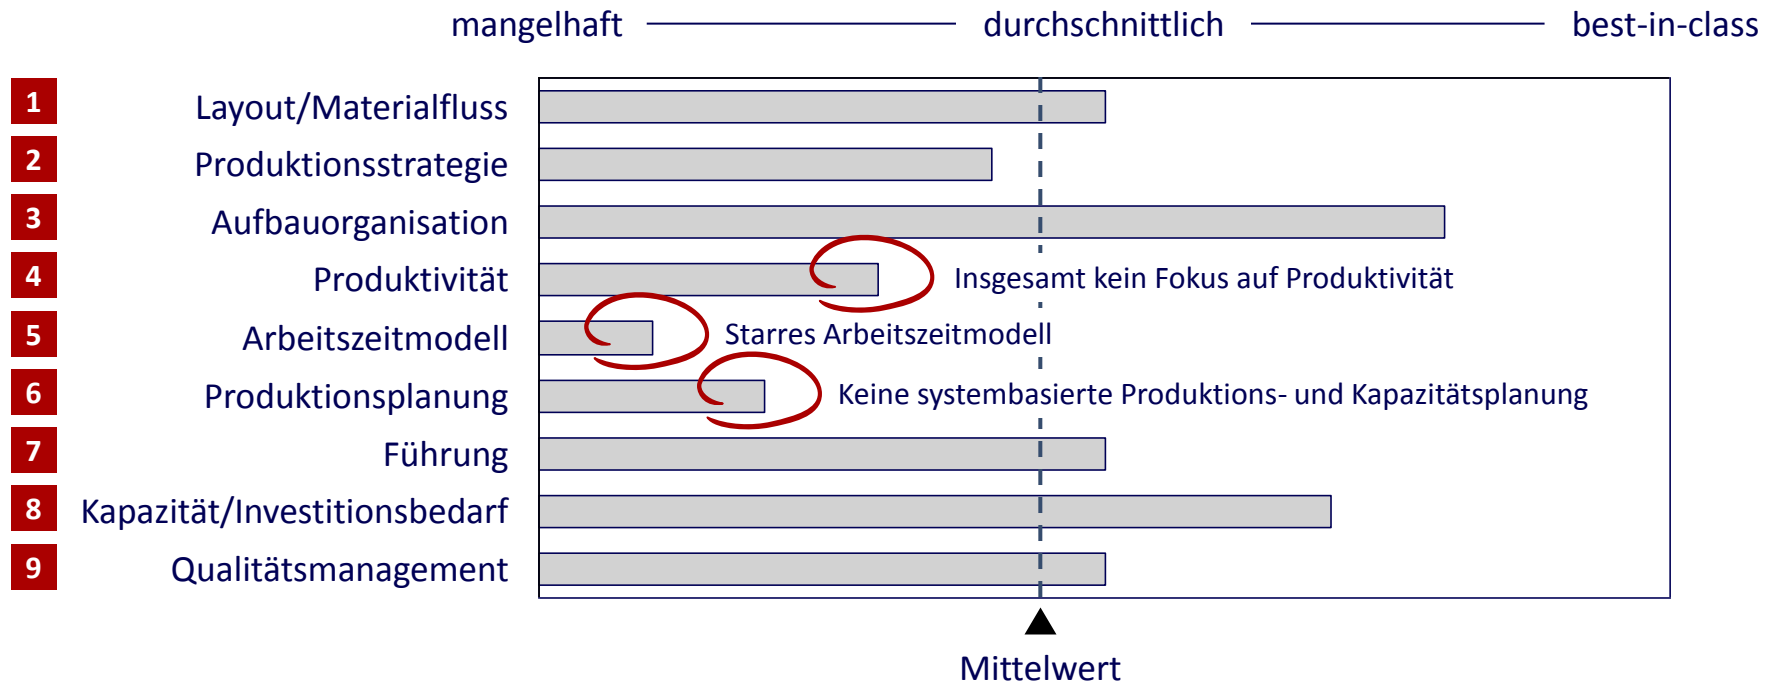 mangelhaft durchschnittlich best-in-class
1 Layout/Materialfluss
2 Produktionsstrategie
3 Aufbauorganisation
4 Produktivität Insgesamt kein Fokus auf Produktivität
5 Arbeitszeitmodell Starres Arbeitszeitmodell
6 Produktionsplanung Keine systembasierte Produktions- und Kapazitätsplanung
7 Führung
8 Kapazität/Investitionsbedarf
9 Qualitätsmanagement
Mittelwert